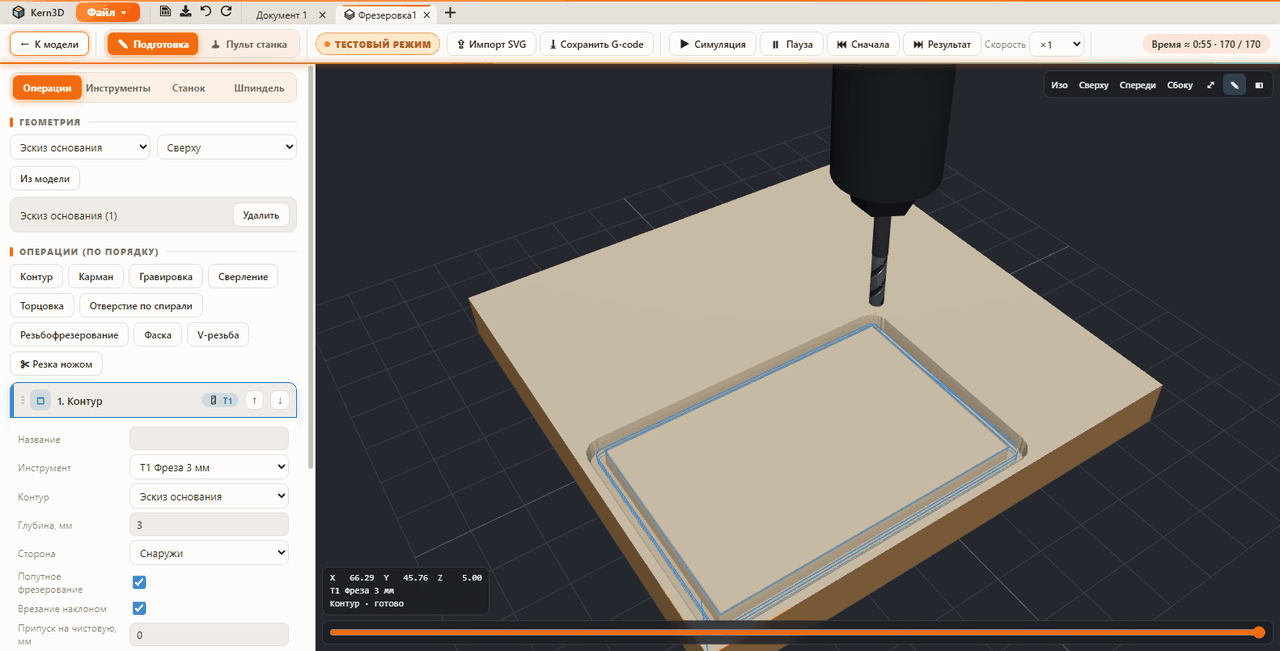 Kern3D Файл Документ 1 × Фрезеровка1 × +
← К модели Подготовка Пульт станка ТЕСТОВЫЙ РЕЖИМ Импорт SVG Сохранить G-code Симуляция Пауза Сначала Результат Скорость ×1 Время ≈ 0:55 · 170 / 170
Операции Инструменты Станок Шпиндель
ГЕОМЕТРИЯ
Эскиз основания Сверху
Из модели
Эскиз основания (1) Удалить
ОПЕРАЦИИ (ПО ПОРЯДКУ)
Контур Карман Гравировка Сверление
Торцовка Отверстие по спирали
Резьбофрезерование Фаска V-резьба
Резка ножом
1. Контур T1 ↑ ↓
Название
Инструмент T1 Фреза 3 мм
Контур Эскиз основания
Глубина, мм 3
Сторона Снаружи
Попутное
фрезерование
Врезание наклоном
Припуск на чистовую,
мм 0
Изо Сверху Спереди Сбоку
X 66.29 Y 45.76 Z 5.00
T1 Фреза 3 мм
Контур · готово